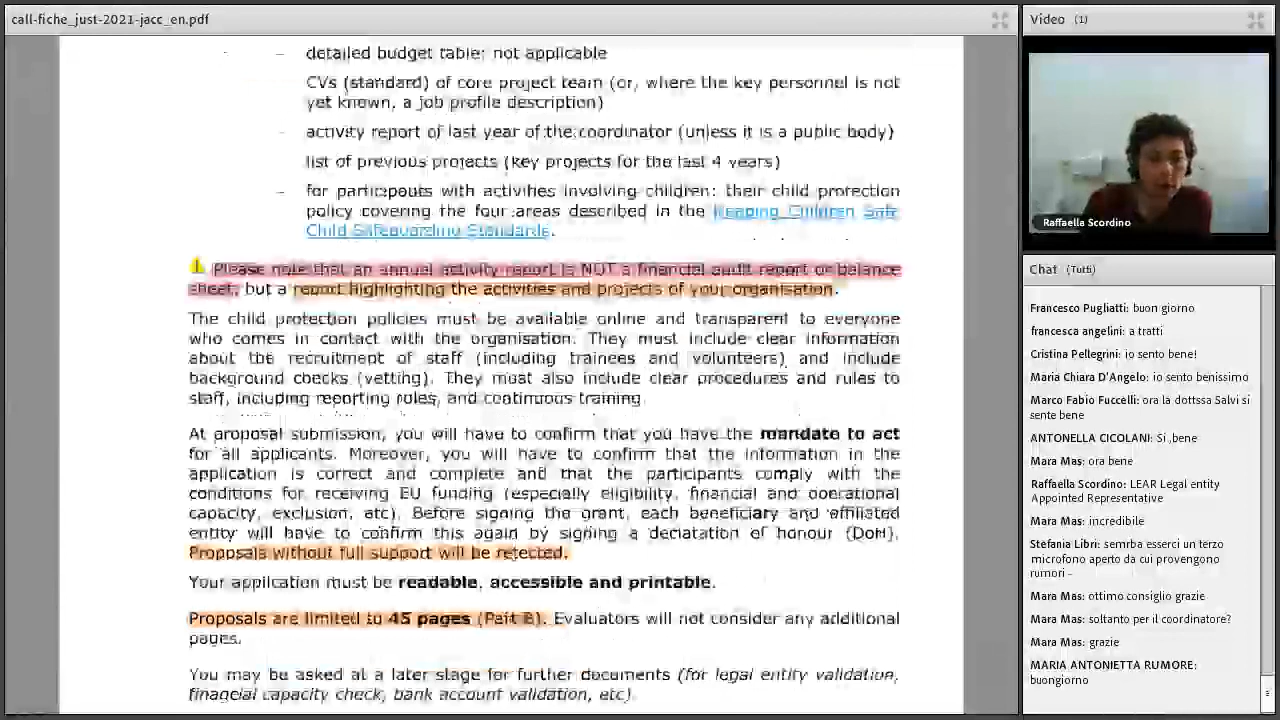 call-fiche_just-2021-jacc_en.pdf
– detailed budget table: not applicable
CVs (standard) of core project team (or, where the key personnel is not
yet known, a job profile description)
– activity report of last year of the coordinator (unless it is a public body)
list of previous projects (key projects for the last 4 years)
– for participants with activities involving children: their child protection
policy covering the four areas described in the Keeping Children Safe
Child Safeguarding Standards.
Please note that an annual activity report is NOT a financial audit report or balance
sheet, but a report highlighting the activities and projects of your organisation.
The child protection policies must be available online and transparent to everyone
who comes in contact with the organisation. They must include clear information
about the recruitment of staff (including trainees and volunteers) and include
background checks (vetting). They must also include clear procedures and rules to
staff, including reporting roles, and continuous training.
At proposal submission, you will have to confirm that you have the mandate to act
for all applicants. Moreover, you will have to confirm that the information in the
application is correct and complete and that the participants comply with the
conditions for receiving EU funding (especially eligibility, financial and operational
capacity, exclusion, etc). Before signing the grant, each beneficiary and affiliated
entity will have to confirm this again by signing a declaration of honour (DoH).
Proposals without full support will be rejected.
Your application must be readable, accessible and printable.
Proposals are limited to 45 pages (Part B). Evaluators will not consider any additional
pages.
You may be asked at a later stage for further documents (for legal entity validation,
financial capacity check, bank account validation, etc).
Video (1)
Raffaella Scordino
Chat (Tutti)
Francesco Pugliatti: buon giorno
francesca angelini: a tratti
Cristina Pellegrini: io sento bene!
Maria Chiara D'Angelo: io sento benissimo
Marco Fabio Fuccelli: ora la dottssa Salvi si
sente bene
ANTONELLA CICOLANI: Si ,bene
Mara Mas: ora bene
Raffaella Scordino: LEAR Legal entity
Appointed Representative
Mara Mas: incredibile
Stefania Libri: semrba esserci un terzo
microfono aperto da cui provengono
rumori -
Mara Mas: ottimo consiglio grazie
Mara Mas: soltanto per il coordinatore?
Mara Mas: grazie
MARIA ANTONIETTA RUMORE:
buongiorno